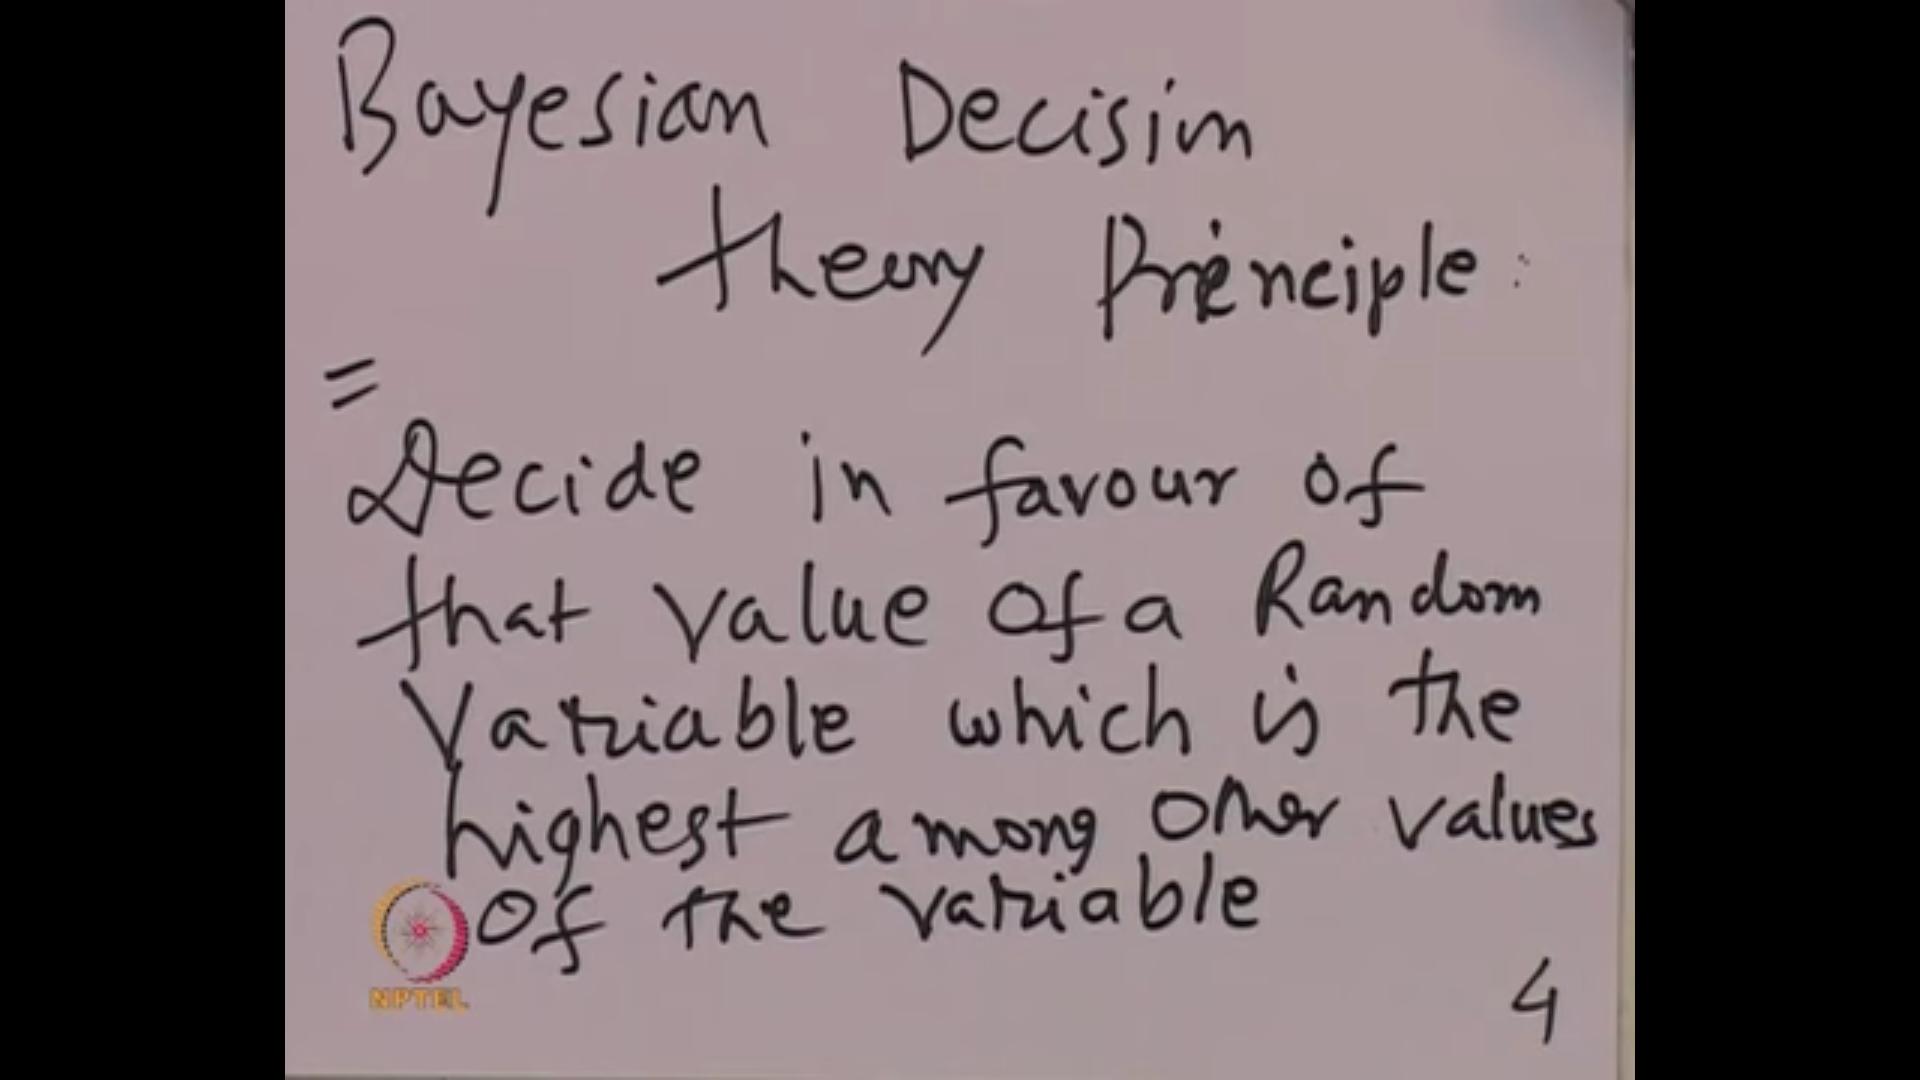 Bayesian Decision
theory Principle:
=
Decide in favour of
that value of a Random
Variable which is the
highest among other values
of the variable
NPTEL
4